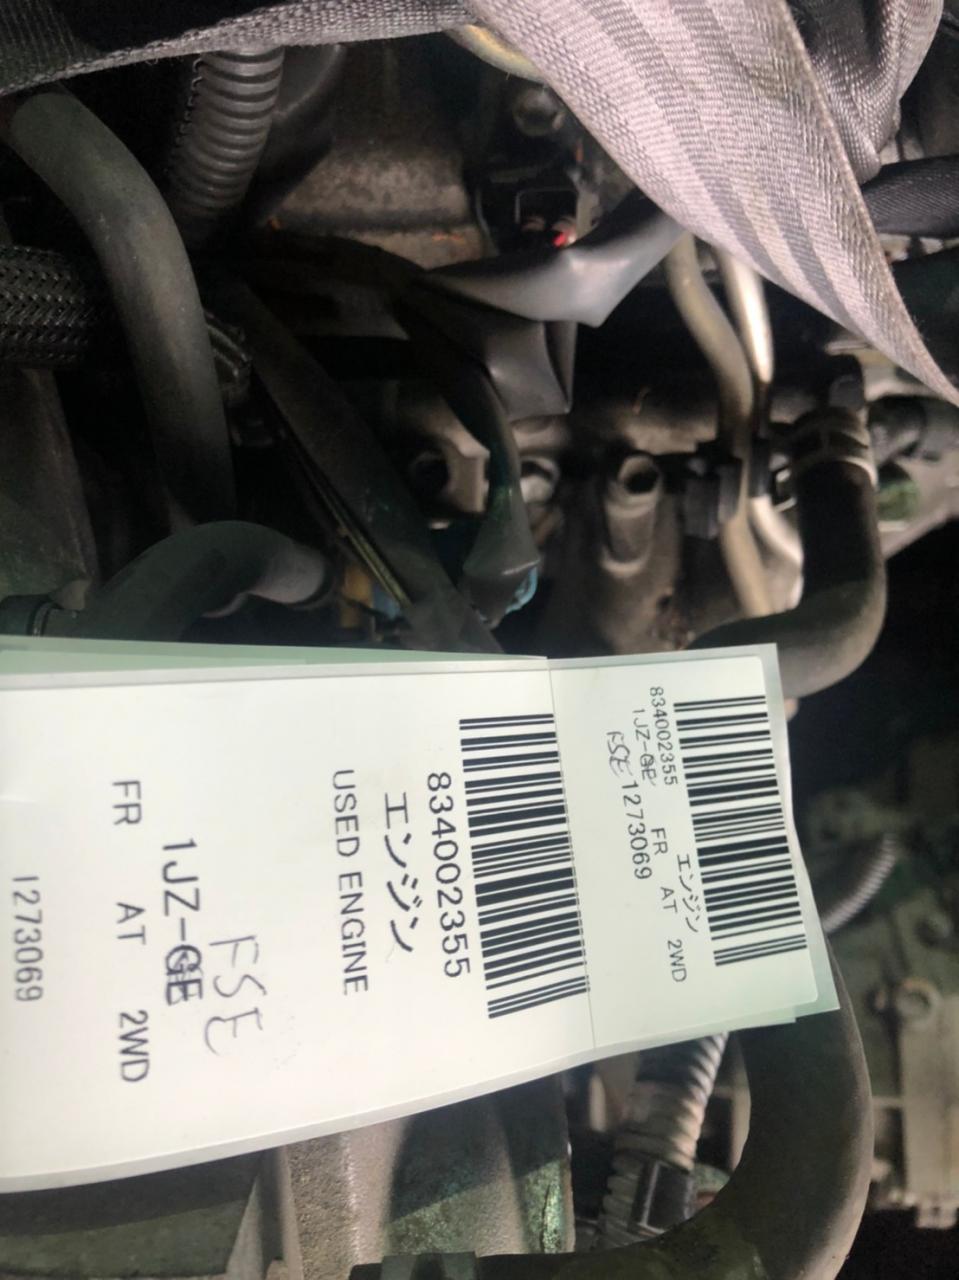 834002355
エンジン
1JZ-GE FR AT 2WD
FSE 1273069
834002355
エンジン
USED ENGINE
FSE
1JZ-GE
FR AT 2WD
1273069